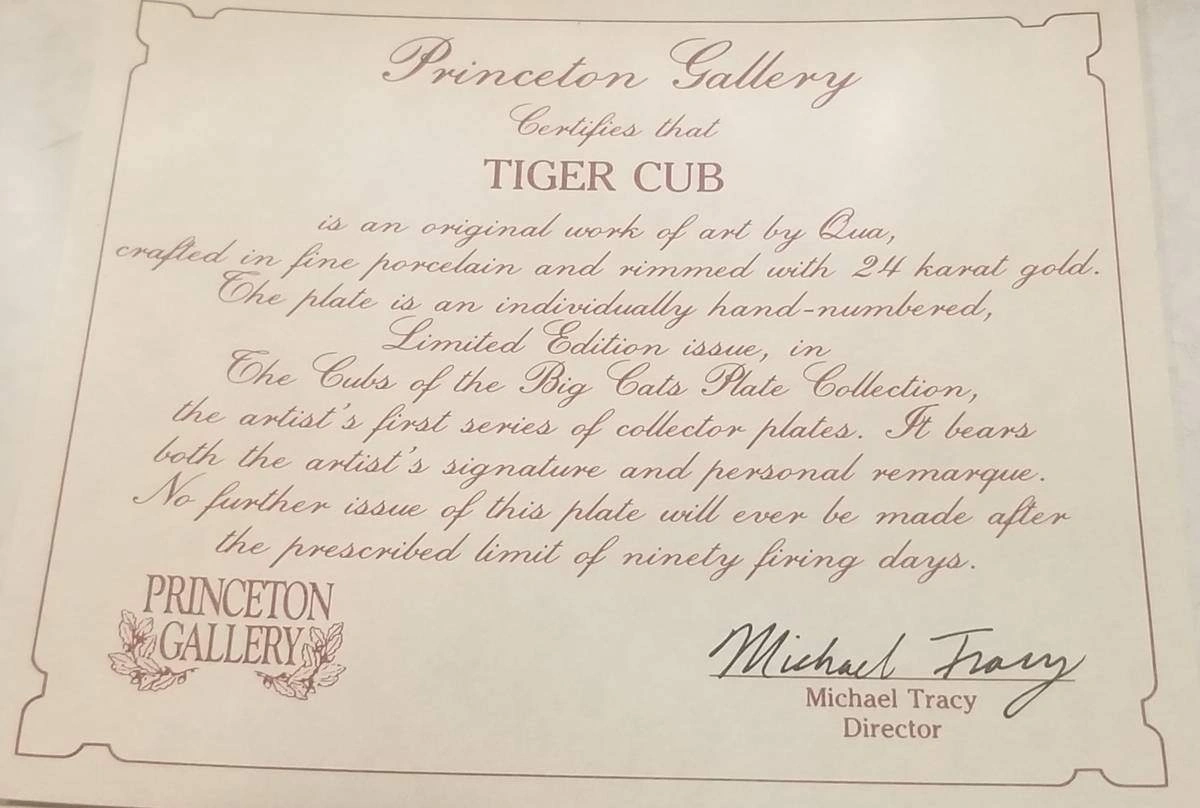 Princeton Gallery
Certifies that
TIGER CUB
is an original work of art by Qua,
crafted in fine porcelain and rimmed with 24 karat gold.
The plate is an individually hand-numbered,
Limited Edition issue, in
The Cubs of the Big Cats Plate Collection,
the artist's first series of collector plates. It bears
both the artist's signature and personal remarque.
No further issue of this plate will ever be made after
the prescribed limit of ninety firing days.
PRINCETON
GALLERY
Michael Tracy
Michael Tracy
Director